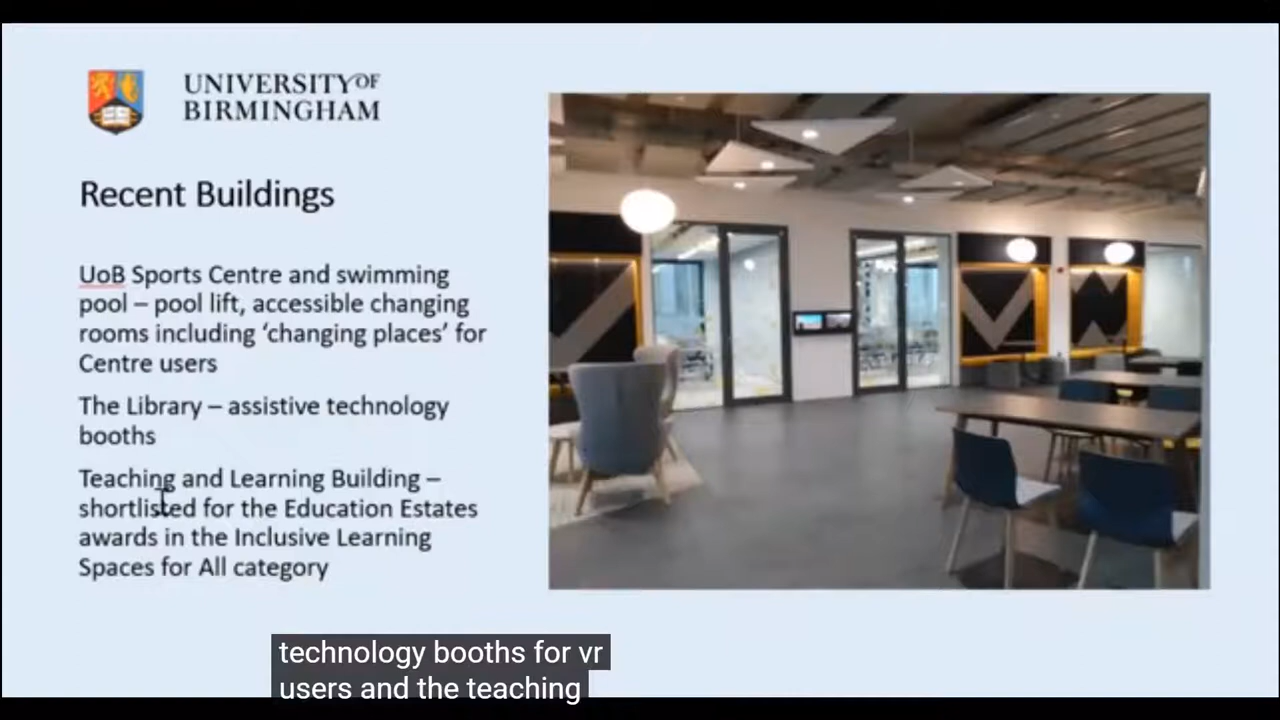 UNIVERSITY OF
BIRMINGHAM
Recent Buildings
UoB Sports Centre and swimming
pool – pool lift, accessible changing
rooms including ‘changing places’ for
Centre users
The Library – assistive technology
booths
Teaching and Learning Building –
shortlisted for the Education Estates
awards in the Inclusive Learning
Spaces for All category
technology booths for vr
users and the teaching